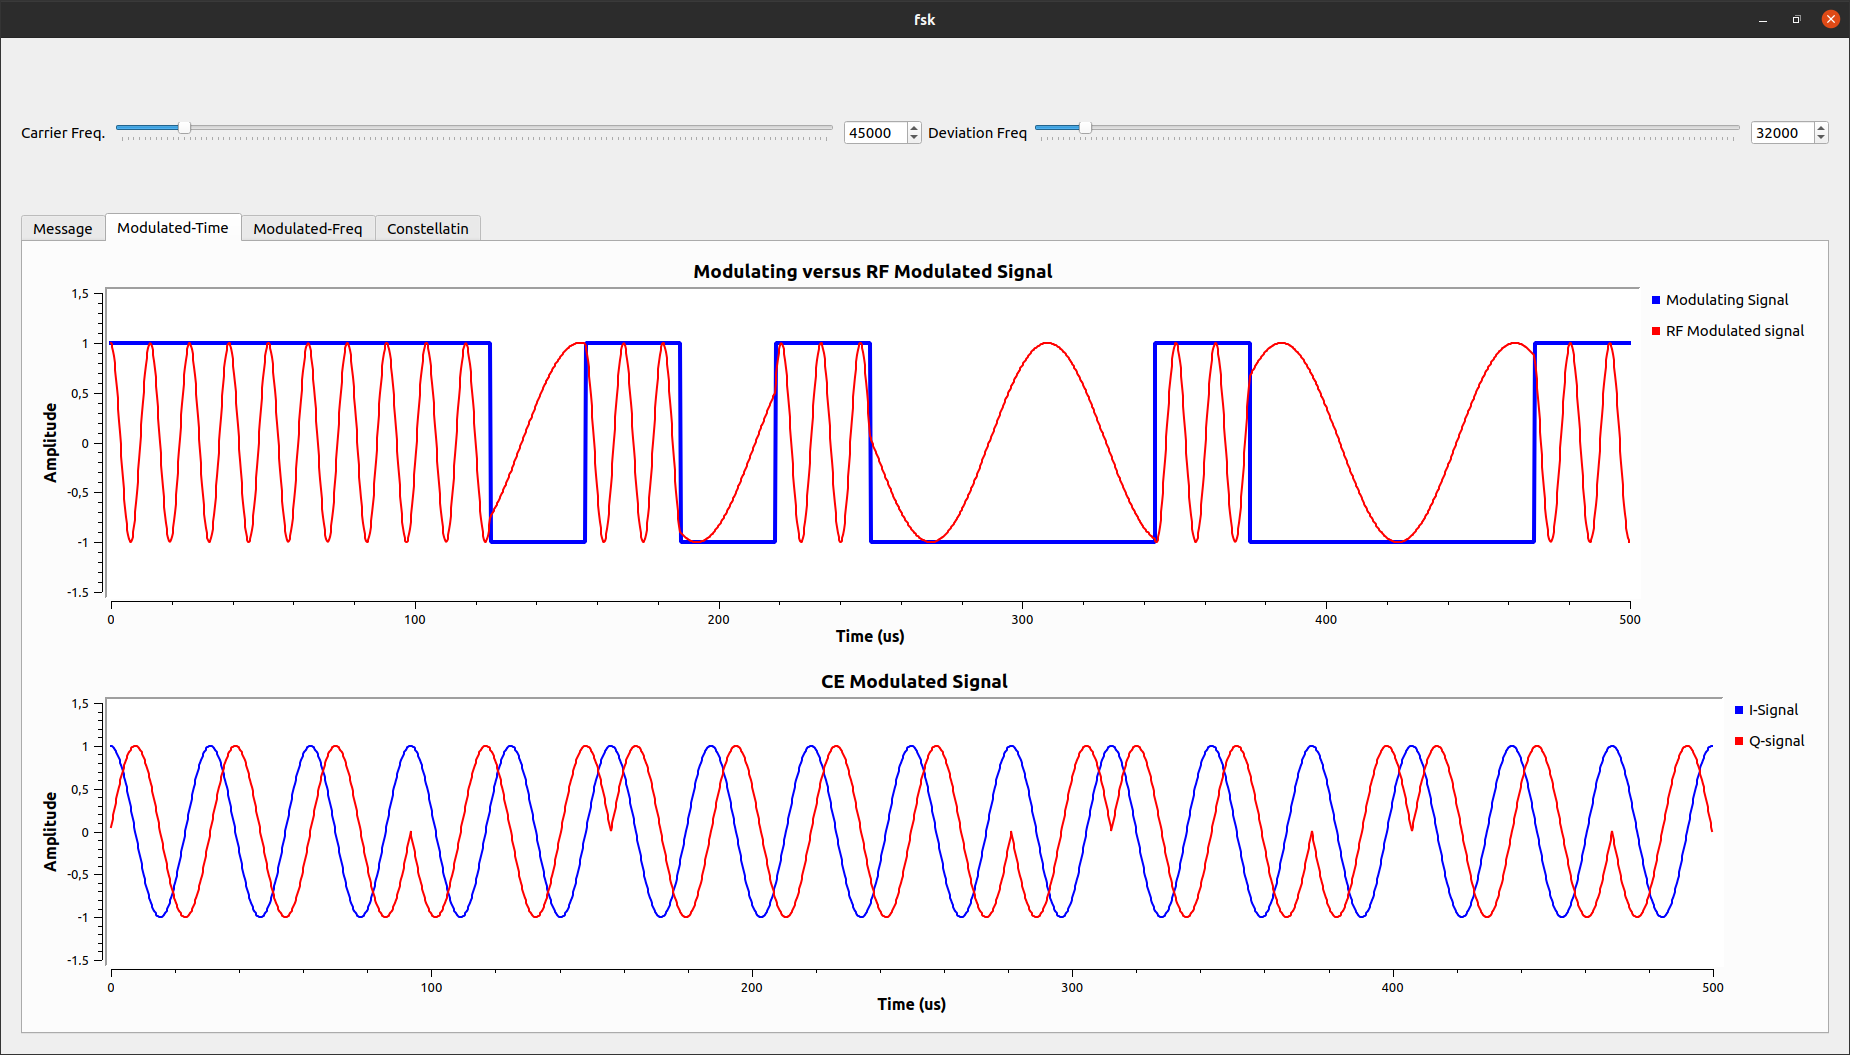 fsk
Carrier Freq. 45000 Deviation Freq 32000
Message Modulated-Time Modulated-Freq Constellatin
Modulating versus RF Modulated Signal
1,5
1
0,5
0
-0,5
-1
-1.5
Amplitude
0 100 200 300 400 500
Time (us)
Modulating Signal
RF Modulated signal
CE Modulated Signal
1,5
1
0,5
0
-0,5
-1
-1.5
Amplitude
0 100 200 300 400 500
Time (us)
I-Signal
Q-signal